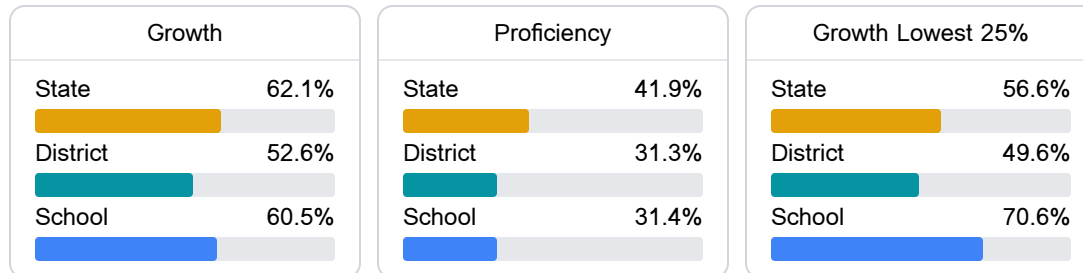 Growth
State 62.1%
District 52.6%
School 60.5%
Proficiency
State 41.9%
District 31.3%
School 31.4%
Growth Lowest 25%
State 56.6%
District 49.6%
School 70.6%